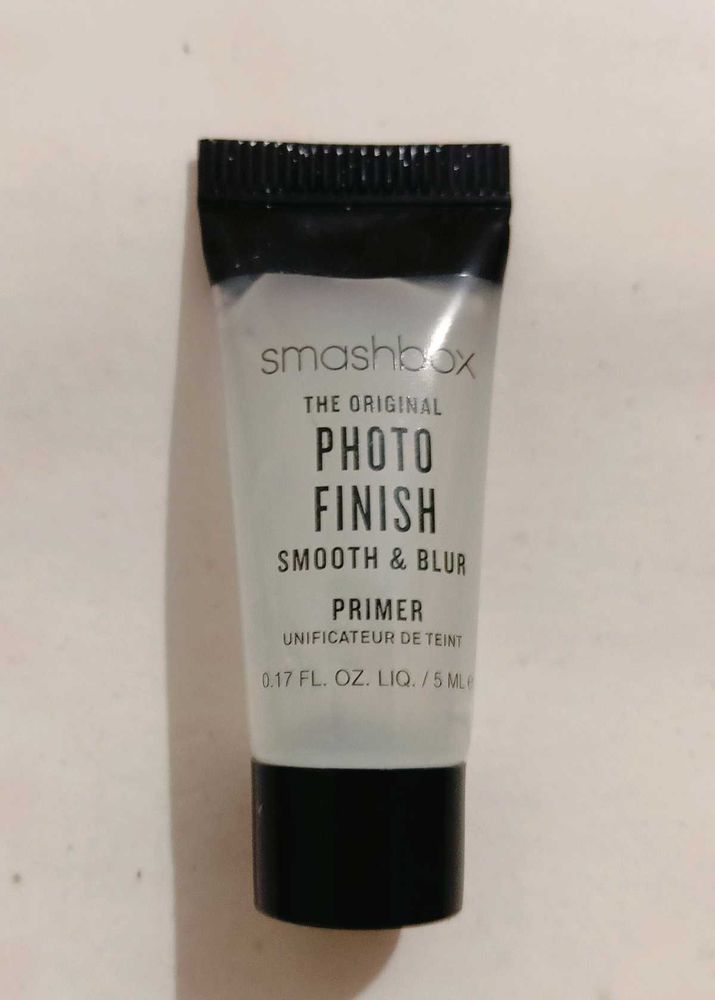 smashbox
THE ORIGINAL
PHOTO
FINISH
SMOOTH & BLUR
PRIMER
UNIFICATEUR DE TEINT
0.17 FL. OZ. LIQ. / 5 ML ℮